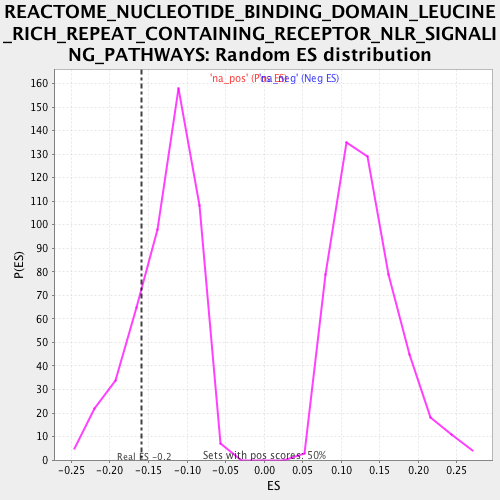 REACTOME_NUCLEOTIDE_BINDING_DOMAIN_LEUCINE
_RICH_REPEAT_CONTAINING_RECEPTOR_NLR_SIGNALI
NG_PATHWAYS: Random ES distribution
'na_pos' (Pos ES) 'na_neg' (Neg ES)
160
150
140
130
120
110
100
90
80
70
60
50
40
30
20
10
0
P(ES)
Real ES -0.2
Sets with pos scores: 50%
-0.25 -0.20 -0.15 -0.10 -0.05 0.00 0.05 0.10 0.15 0.20 0.25
ES